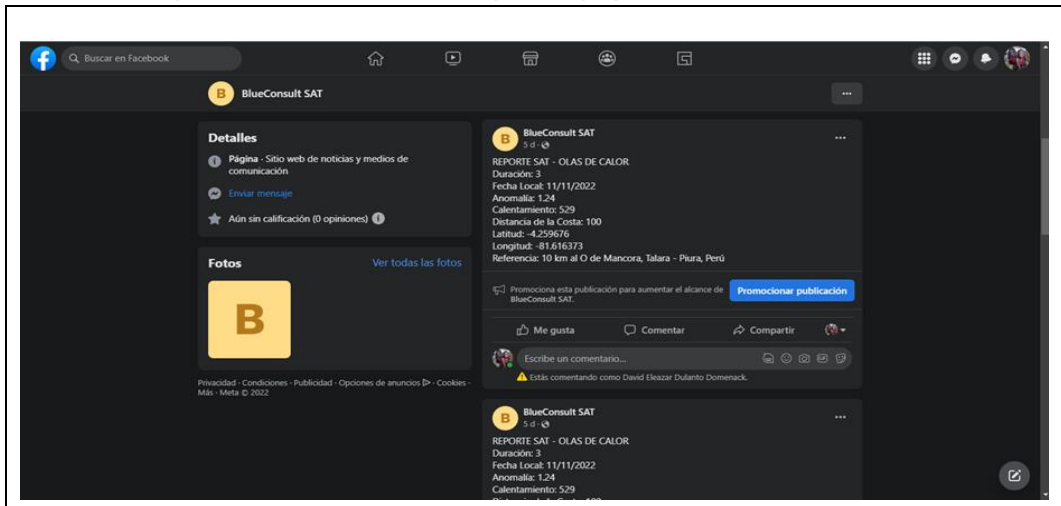 Buscar en Facebook
B BlueConsult SAT
Detalles
Página · Sitio web de noticias y medios de
comunicación
Enviar mensaje
Aún sin calificación (0 opiniones)
Fotos Ver todas las fotos
B
Privacidad · Condiciones · Publicidad · Opciones de anuncios · Cookies ·
Más · Meta © 2022
B BlueConsult SAT
5 d ·
REPORTE SAT - OLAS DE CALOR
Duración: 3
Fecha Local: 11/11/2022
Anomalía: 1.24
Calentamiento: 529
Distancia de la Costa: 100
Latitud: -4.259676
Longitud: -81.616373
Referencia: 10 km al O de Mancora, Talara - Piura, Perú
Promociona esta publicación para aumentar el alcance de
BlueConsult SAT.
Promocionar publicación
Me gusta Comentar Compartir
Escribe un comentario...
Estás comentando como David Eleazar Dulanto Domenack.
B BlueConsult SAT
5 d ·
REPORTE SAT - OLAS DE CALOR
Duración: 3
Fecha Local: 11/11/2022
Anomalía: 1.24
Calentamiento: 529